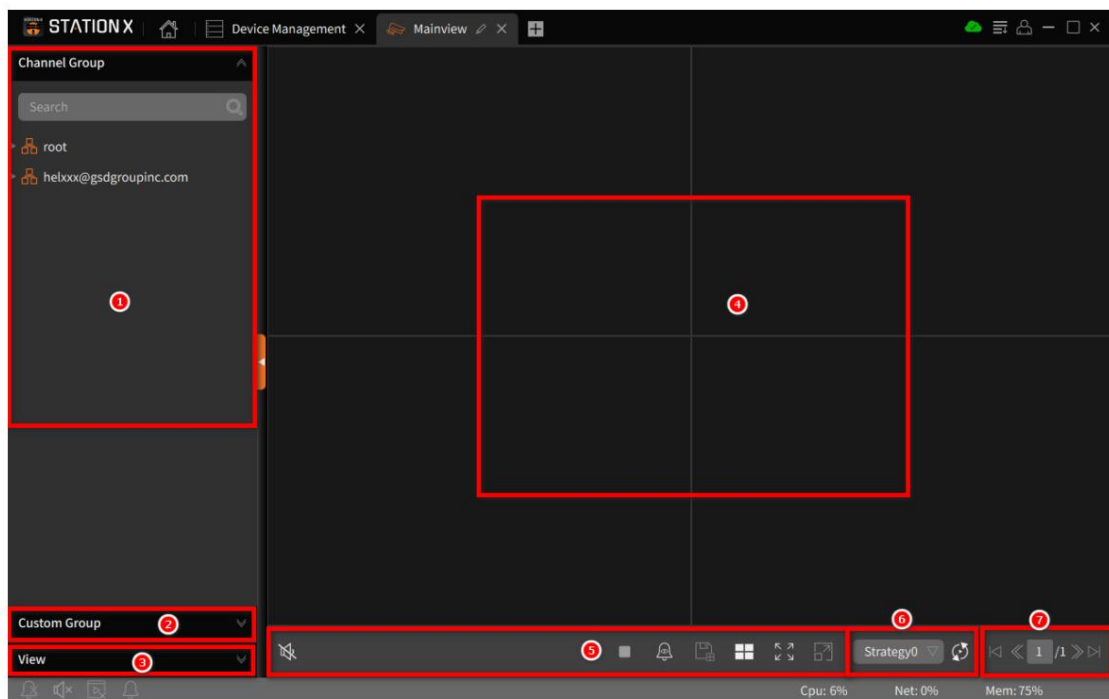 STATION X
Device Management
Mainview
Channel Group
Search
root
helxxx@gsdgroupinc.com
1
4
Custom Group
2
View
3
5
6
Strategy0
7
1 /1
Cpu: 6%
Net: 0%
Mem: 75%